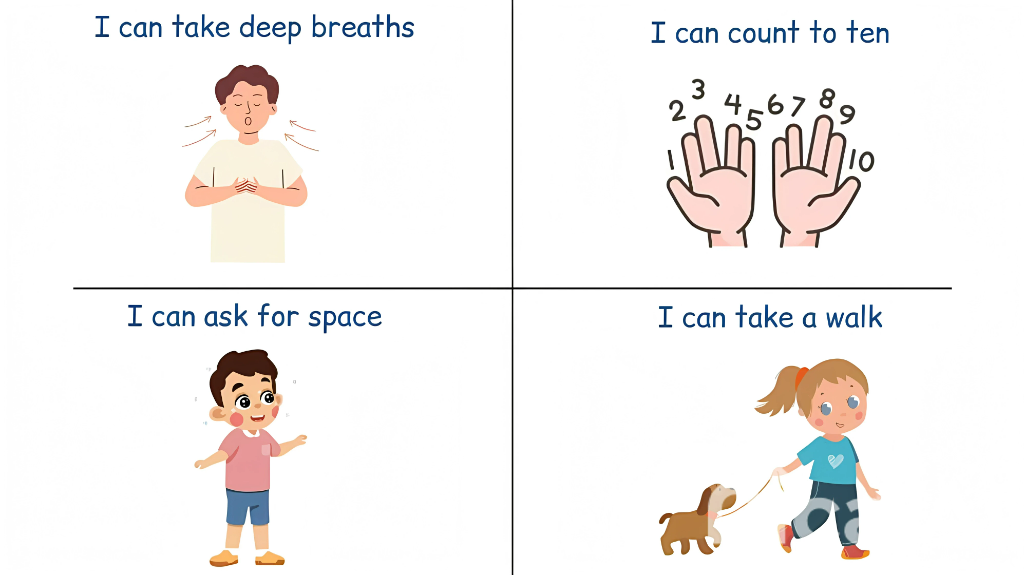 I can take deep breaths
I can count to ten
1 2 3 4 5 6 7 8 9 10
I can ask for space
I can take a walk